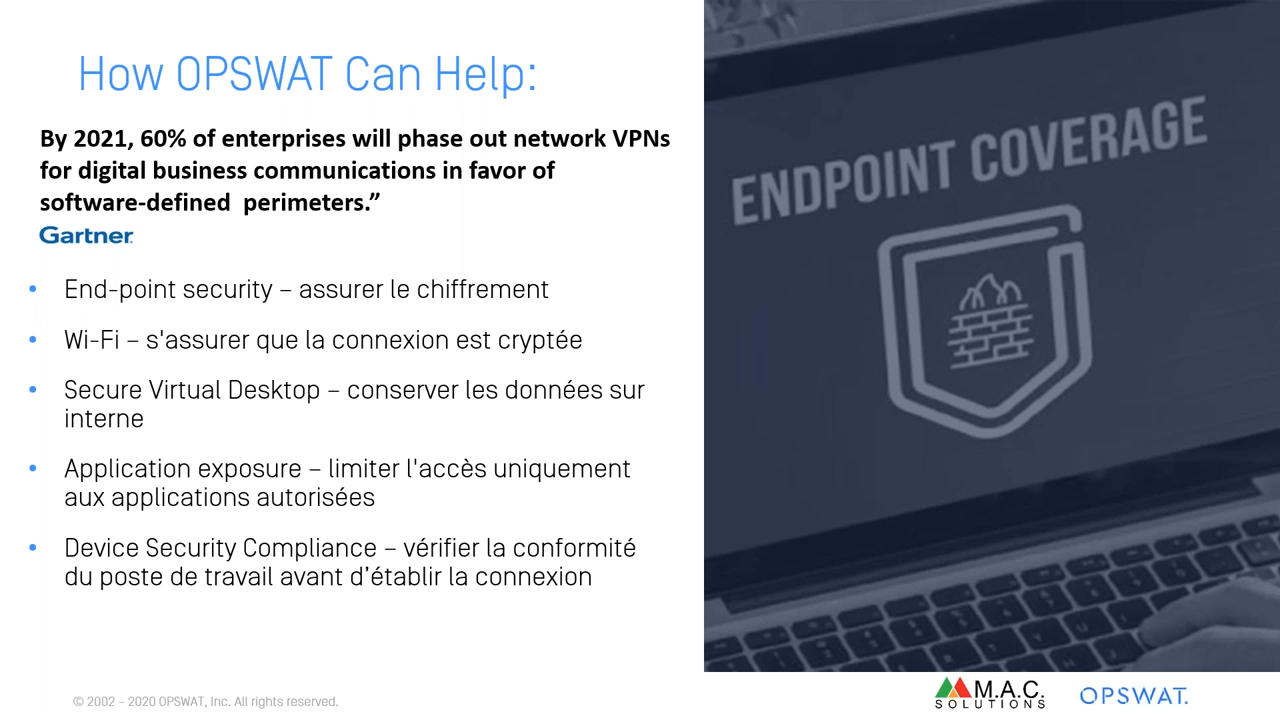 How OPSWAT Can Help:
By 2021, 60% of enterprises will phase out network VPNs
for digital business communications in favor of
software-defined  perimeters.”
Gartner
• End-point security – assurer le chiffrement
• Wi-Fi – s'assurer que la connexion est cryptée
• Secure Virtual Desktop – conserver les données sur
interne
• Application exposure – limiter l'accès uniquement
aux applications autorisées
• Device Security Compliance – vérifier la conformité
du poste de travail avant d’établir la connexion
ENDPOINT COVERAGE
© 2002 – 2020 OPSWAT, Inc. All rights reserved.
M.A.C.
SOLUTIONS
OPSWAT.